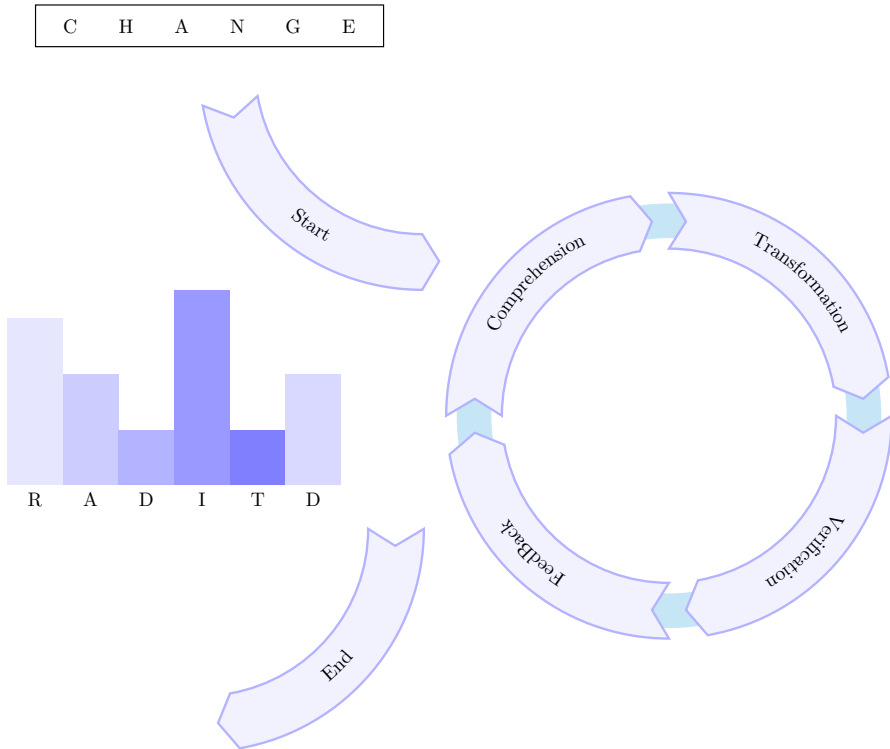 C H A N G E
Start
Comprehension
Transformation
R A D I T D
Verification
FeedBack
End